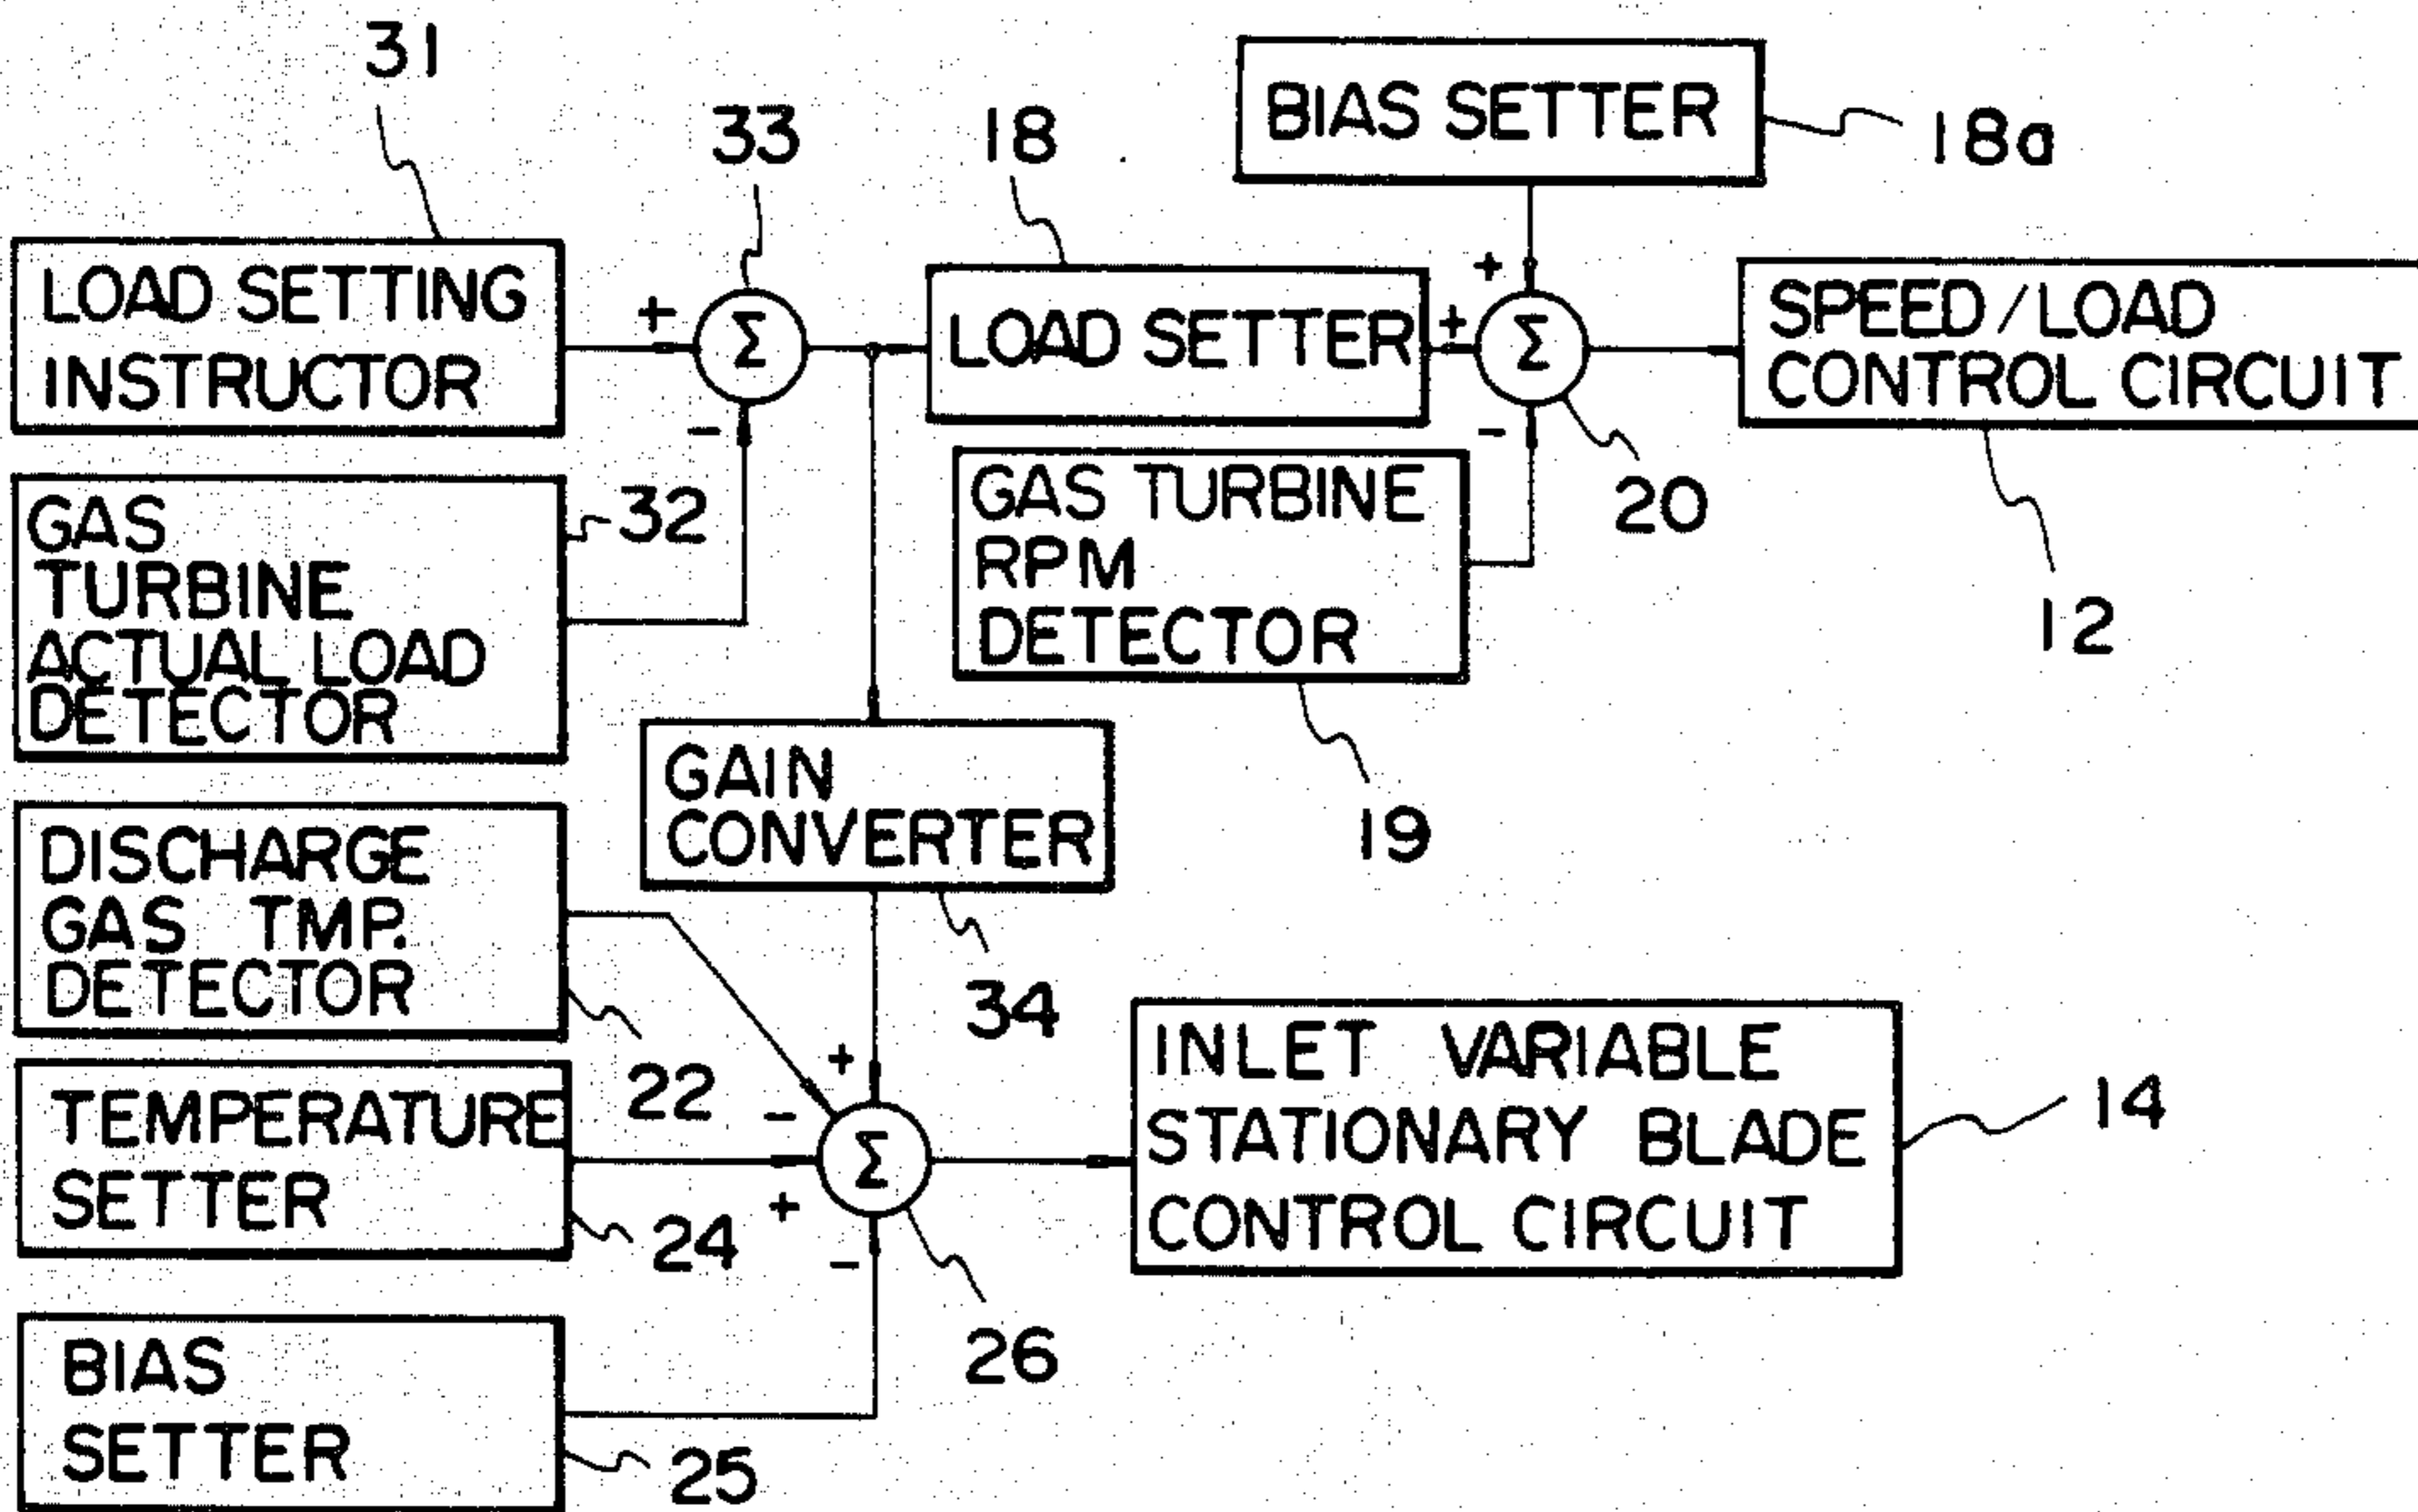 31
33
18
BIAS SETTER
18a
LOAD SETTING
INSTRUCTOR
+
Σ
-
LOAD SETTER
+
+
Σ
-
SPEED/LOAD
CONTROL CIRCUIT
GAS
TURBINE
ACTUAL LOAD
DETECTOR
32
GAS TURBINE
RPM
DETECTOR
20
12
19
GAIN
CONVERTER
34
DISCHARGE
GAS TMP.
DETECTOR
22
TEMPERATURE
SETTER
24
+
-
+
-
Σ
26
INLET VARIABLE
STATIONARY BLADE
CONTROL CIRCUIT
14
BIAS
SETTER
25